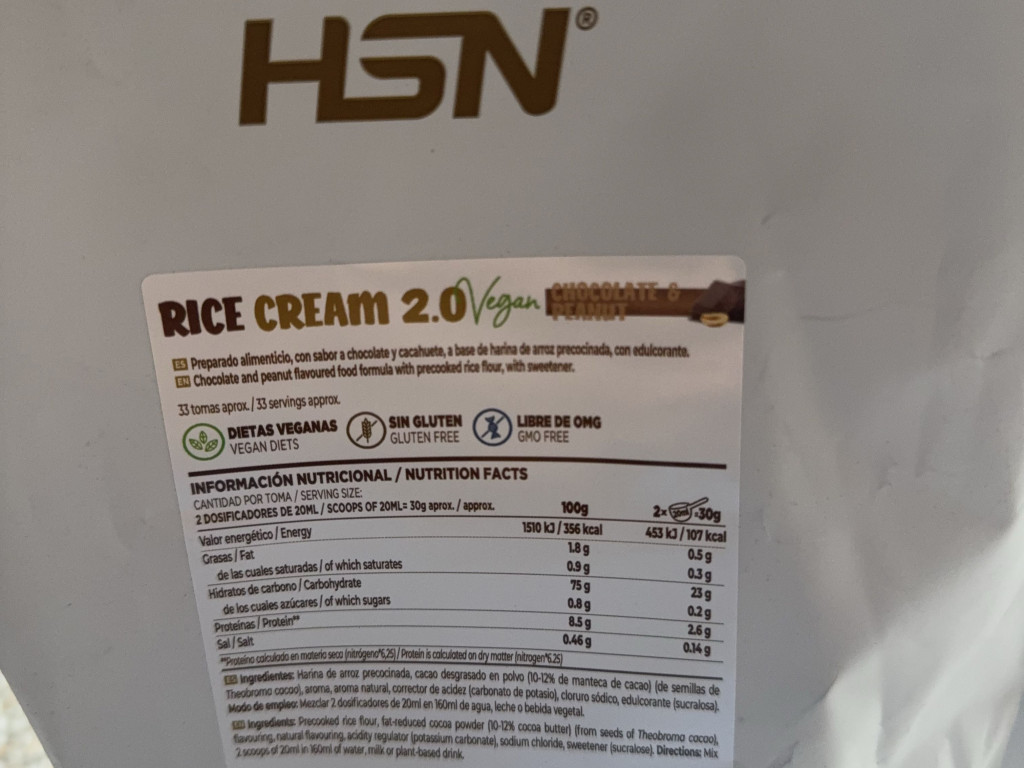 HSN®
RICE CREAM 2.0 Vegan CHOCOLATE &
PEANUT
ES Preparado alimenticio, con sabor a chocolate y cacahuete, a base de harina de arroz precocinada, con edulcorante.
EN Chocolate and peanut flavoured food formula with precooked rice flour, with sweetener.
33 tomas aprox. / 33 servings approx.
DIETAS VEGANAS
VEGAN DIETS
SIN GLUTEN
GLUTEN FREE
LIBRE DE OMG
GMO FREE
INFORMACIÓN NUTRICIONAL / NUTRITION FACTS
CANTIDAD POR TOMA / SERVING SIZE:
2 DOSIFICADORES DE 20ML / SCOOPS OF 20ML= 30g aprox. / approx. 100g 2× 20ml =30g
Valor energético / Energy 1510 kJ / 356 kcal 453 kJ / 107 kcal
Grasas / Fat 1.8 g 0.5 g
de las cuales saturadas / of which saturates 0.9 g 0.3 g
Hidratos de carbono / Carbohydrate 75 g 23 g
de los cuales azúcares / of which sugars 0.8 g 0.2 g
Proteínas / Protein** 8.5 g 2.6 g
Sal / Salt 0.46 g 0.14 g
**Proteína calculada en materia seca (nitrógeno*6,25) / Protein is calculated on dry matter (nitrogen*6.25)
ES Ingredientes: Harina de arroz precocinada, cacao desgrasado en polvo (10-12% de manteca de cacao) (de semillas de
Theobroma cacao), aroma, aroma natural, corrector de acidez (carbonato de potasio), cloruro sódico, edulcorante (sucralosa).
Modo de empleo: Mezclar 2 dosificadores de 20ml en 160ml de agua, leche o bebida vegetal.
EN Ingredients: Precooked rice flour, fat-reduced cocoa powder (10-12% cocoa butter) (from seeds of Theobroma cacao),
flavouring, natural flavouring, acidity regulator (potassium carbonate), sodium chloride, sweetener (sucralose). Directions: Mix
2 scoops of 20ml in 160ml of water, milk or plant-based drink.